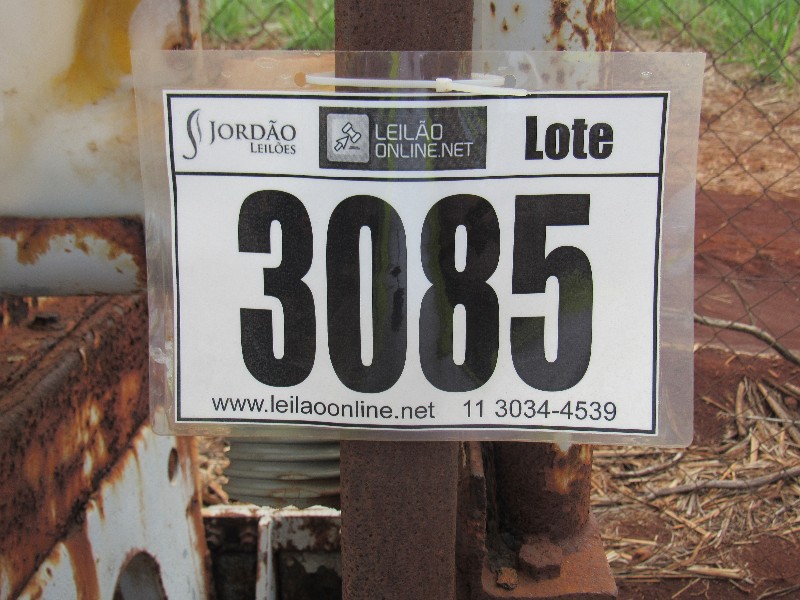 JORDÃO
LEILÕES
LEILÃO
ONLINE.NET
Lote
3085
www.leilaoonline.net 11 3034-4539